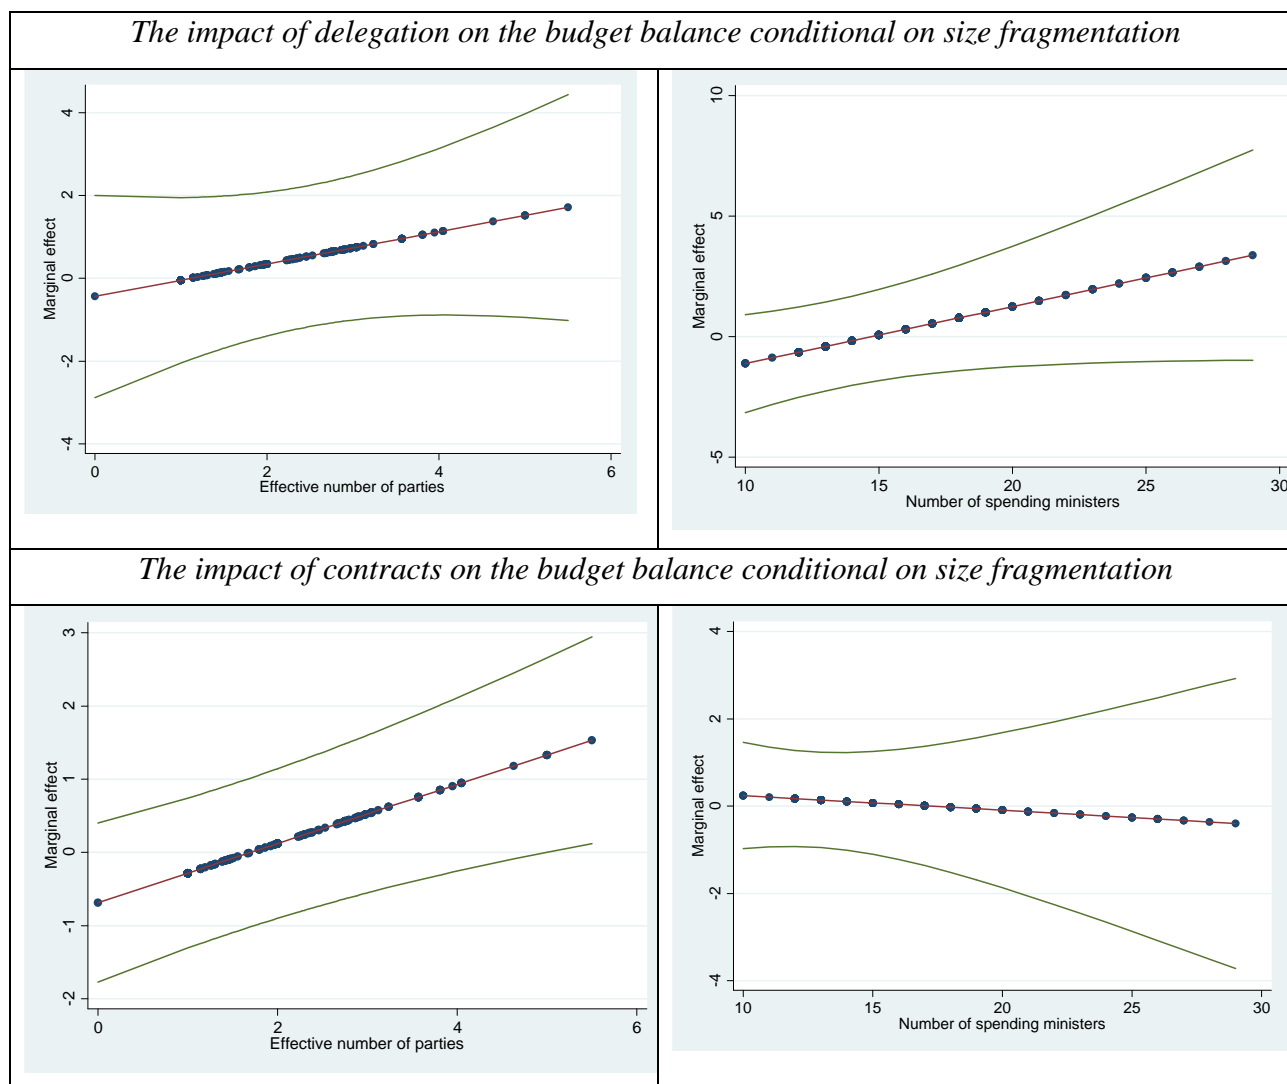 The impact of delegation on the budget balance conditional on size fragmentation
4
2
0
-2
-4
Marginal effect
0 2 4 6
Effective number of parties
10
5
0
-5
Marginal effect
10 15 20 25 30
Number of spending ministers
The impact of contracts on the budget balance conditional on size fragmentation
3
2
1
0
-1
-2
Marginal effect
0 2 4 6
Effective number of parties
4
2
0
-2
-4
Marginal effect
10 15 20 25 30
Number of spending ministers